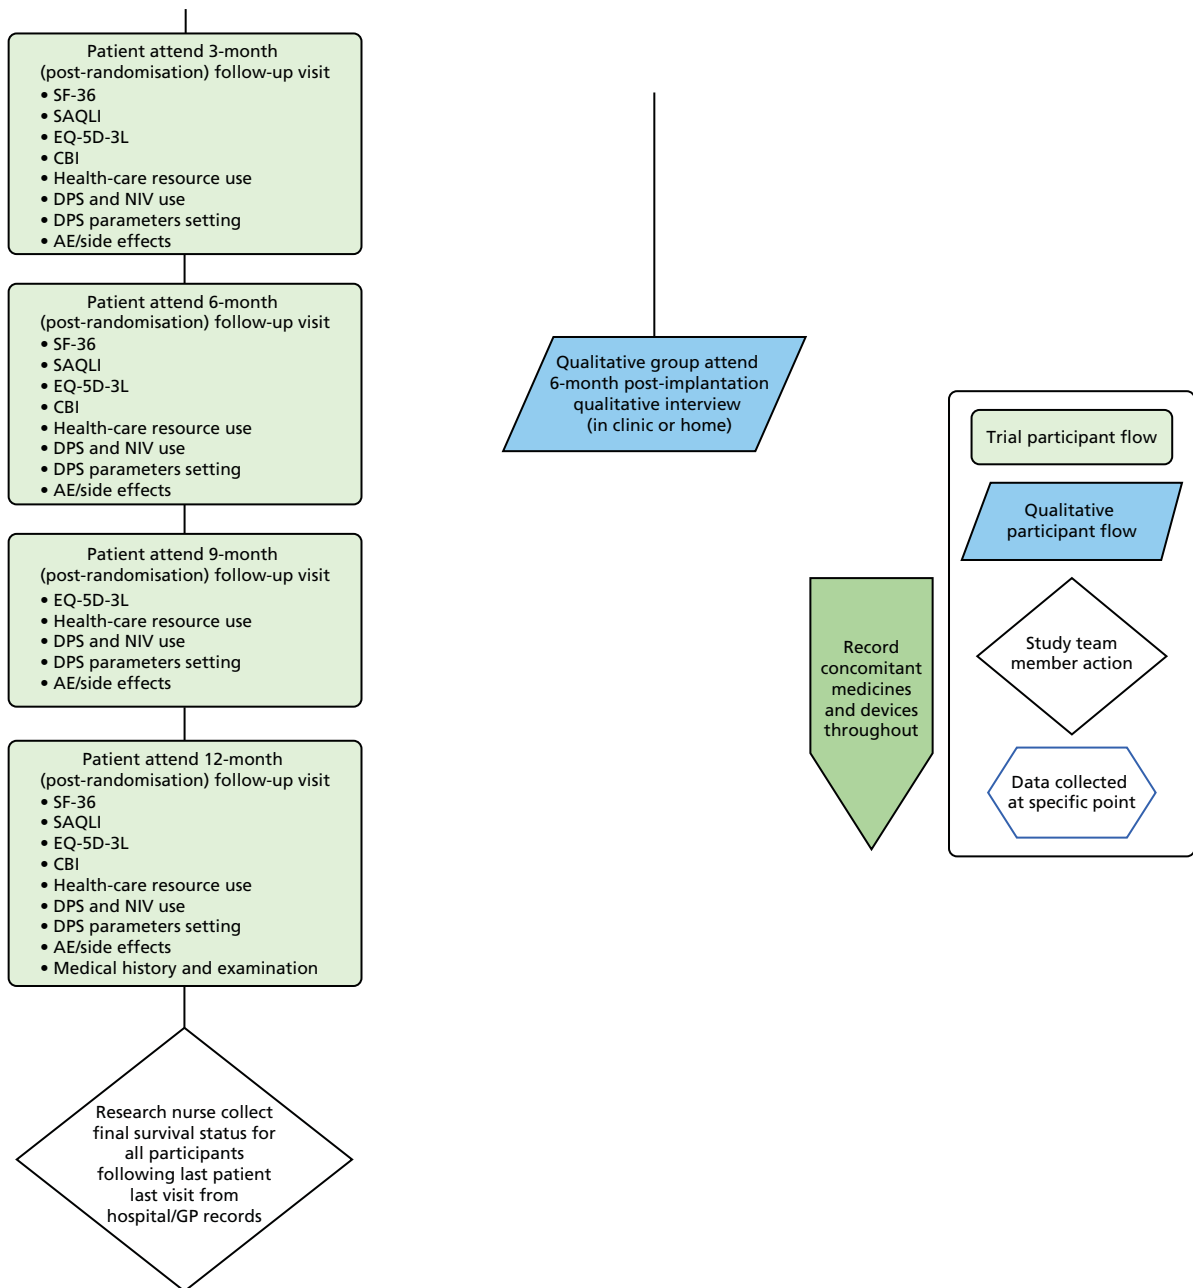 Patient attend 3-month
(post-randomisation) follow-up visit
• SF-36
• SAQLI
• EQ-5D-3L
• CBI
• Health-care resource use
• DPS and NIV use
• DPS parameters setting
• AE/side effects
Patient attend 6-month
(post-randomisation) follow-up visit
• SF-36
• SAQLI
• EQ-5D-3L
• CBI
• Health-care resource use
• DPS and NIV use
• DPS parameters setting
• AE/side effects
Patient attend 9-month
(post-randomisation) follow-up visit
• EQ-5D-3L
• Health-care resource use
• DPS and NIV use
• DPS parameters setting
• AE/side effects
Patient attend 12-month
(post-randomisation) follow-up visit
• SF-36
• SAQLI
• EQ-5D-3L
• CBI
• Health-care resource use
• DPS and NIV use
• DPS parameters setting
• AE/side effects
• Medical history and examination
Research nurse collect
final survival status for
all participants
following last patient
last visit from
hospital/GP records
Qualitative group attend
6-month post-implantation
qualitative interview
(in clinic or home)
Record
concomitant
medicines
and devices
throughout
Trial participant flow
Qualitative
participant flow
Study team
member action
Data collected
at specific point